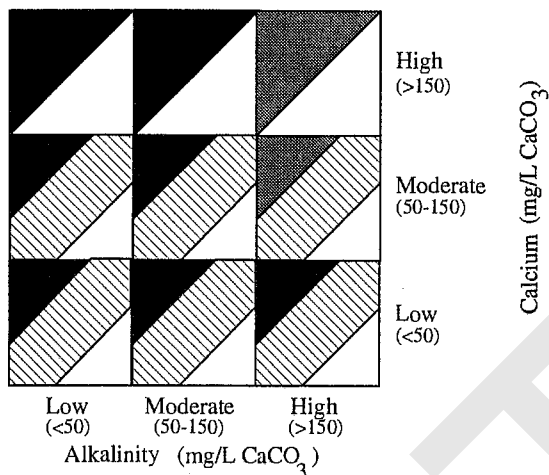 High
(>150)
Moderate
(50-150)
Low
(<50)
Calcium (mg/L CaCO3)
Low
(<50)
Moderate
(50-150)
High
(>150)
Alkalinity (mg/L CaCO3)